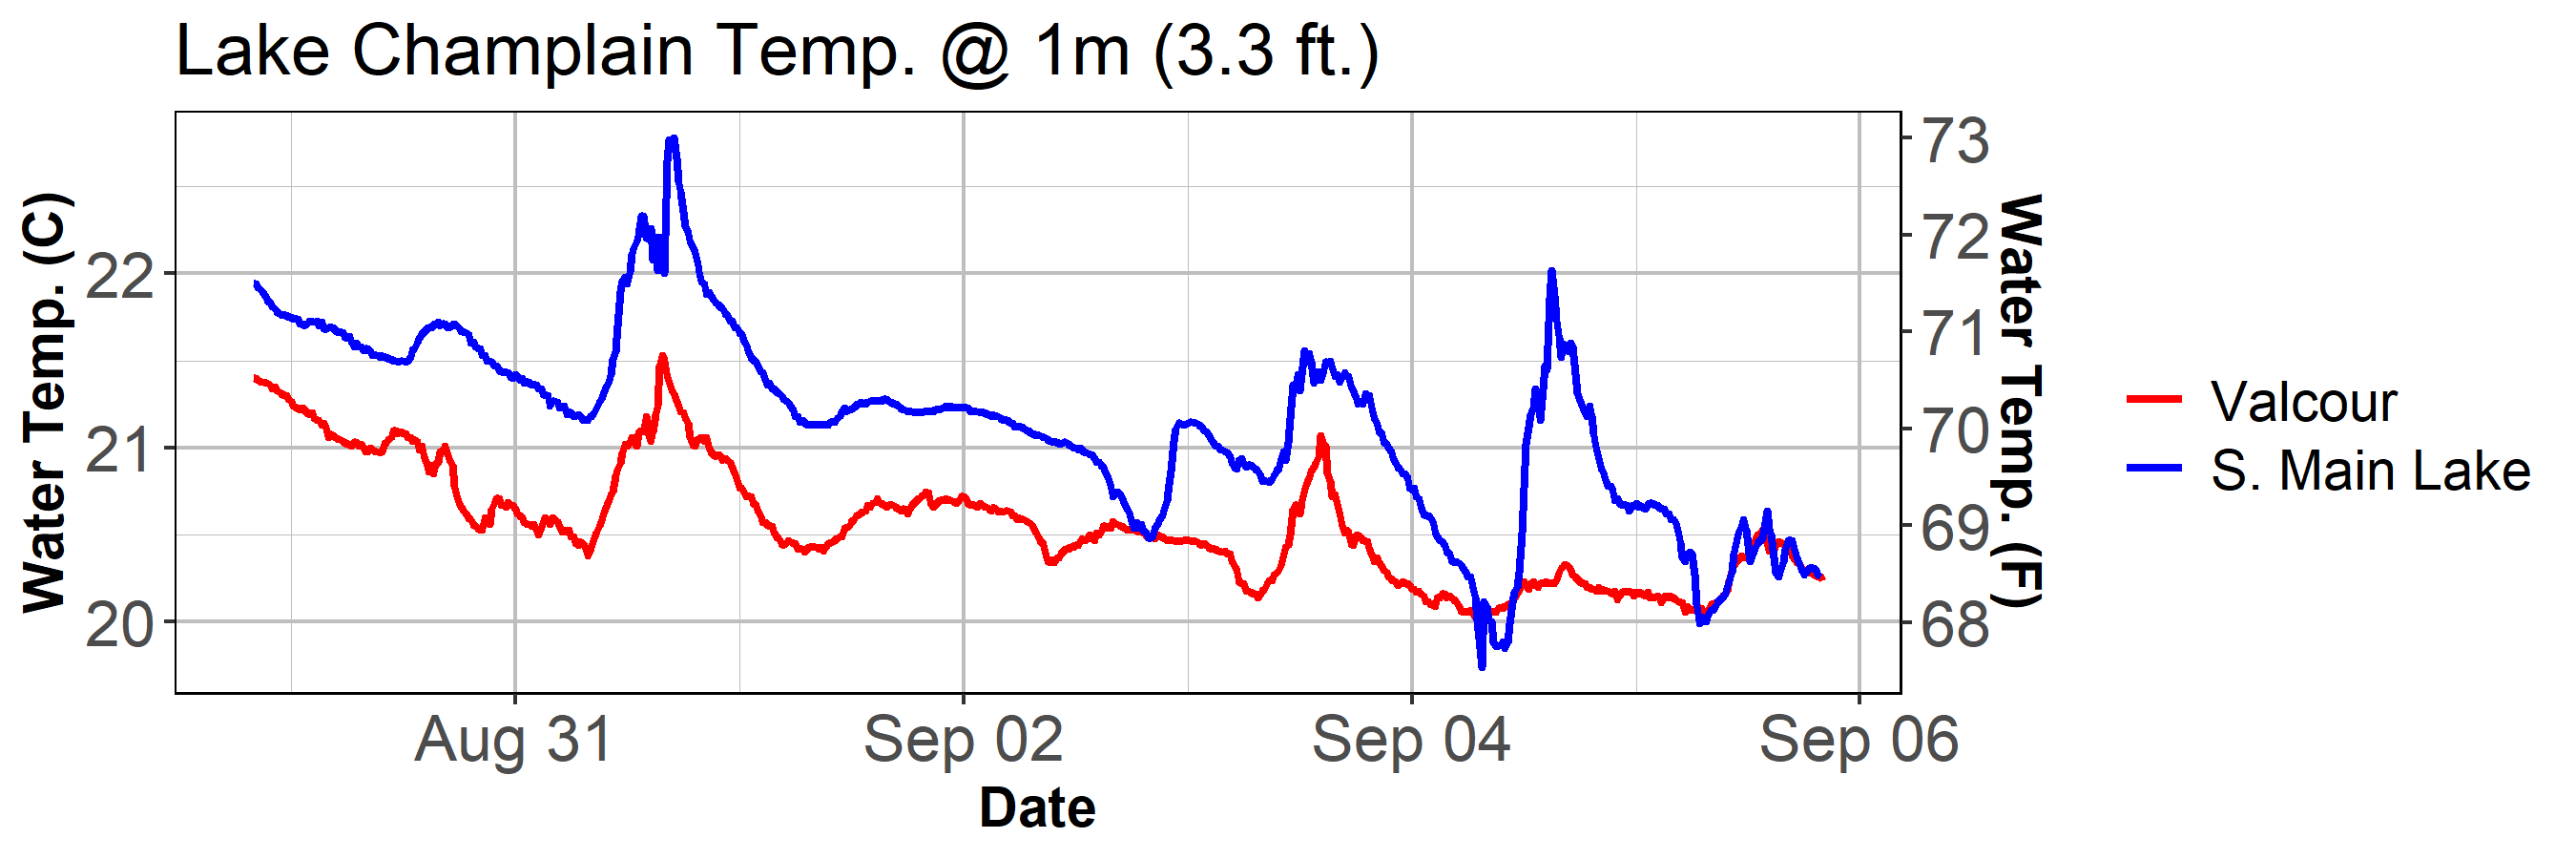 Lake Champlain Temp. @ 1m (3.3 ft.)
Water Temp. (C)
22
21
20
73
72
71
70
69
68
Water Temp. (F)
Aug 31
Sep 02
Sep 04
Sep 06
Date
Valcour
S. Main Lake